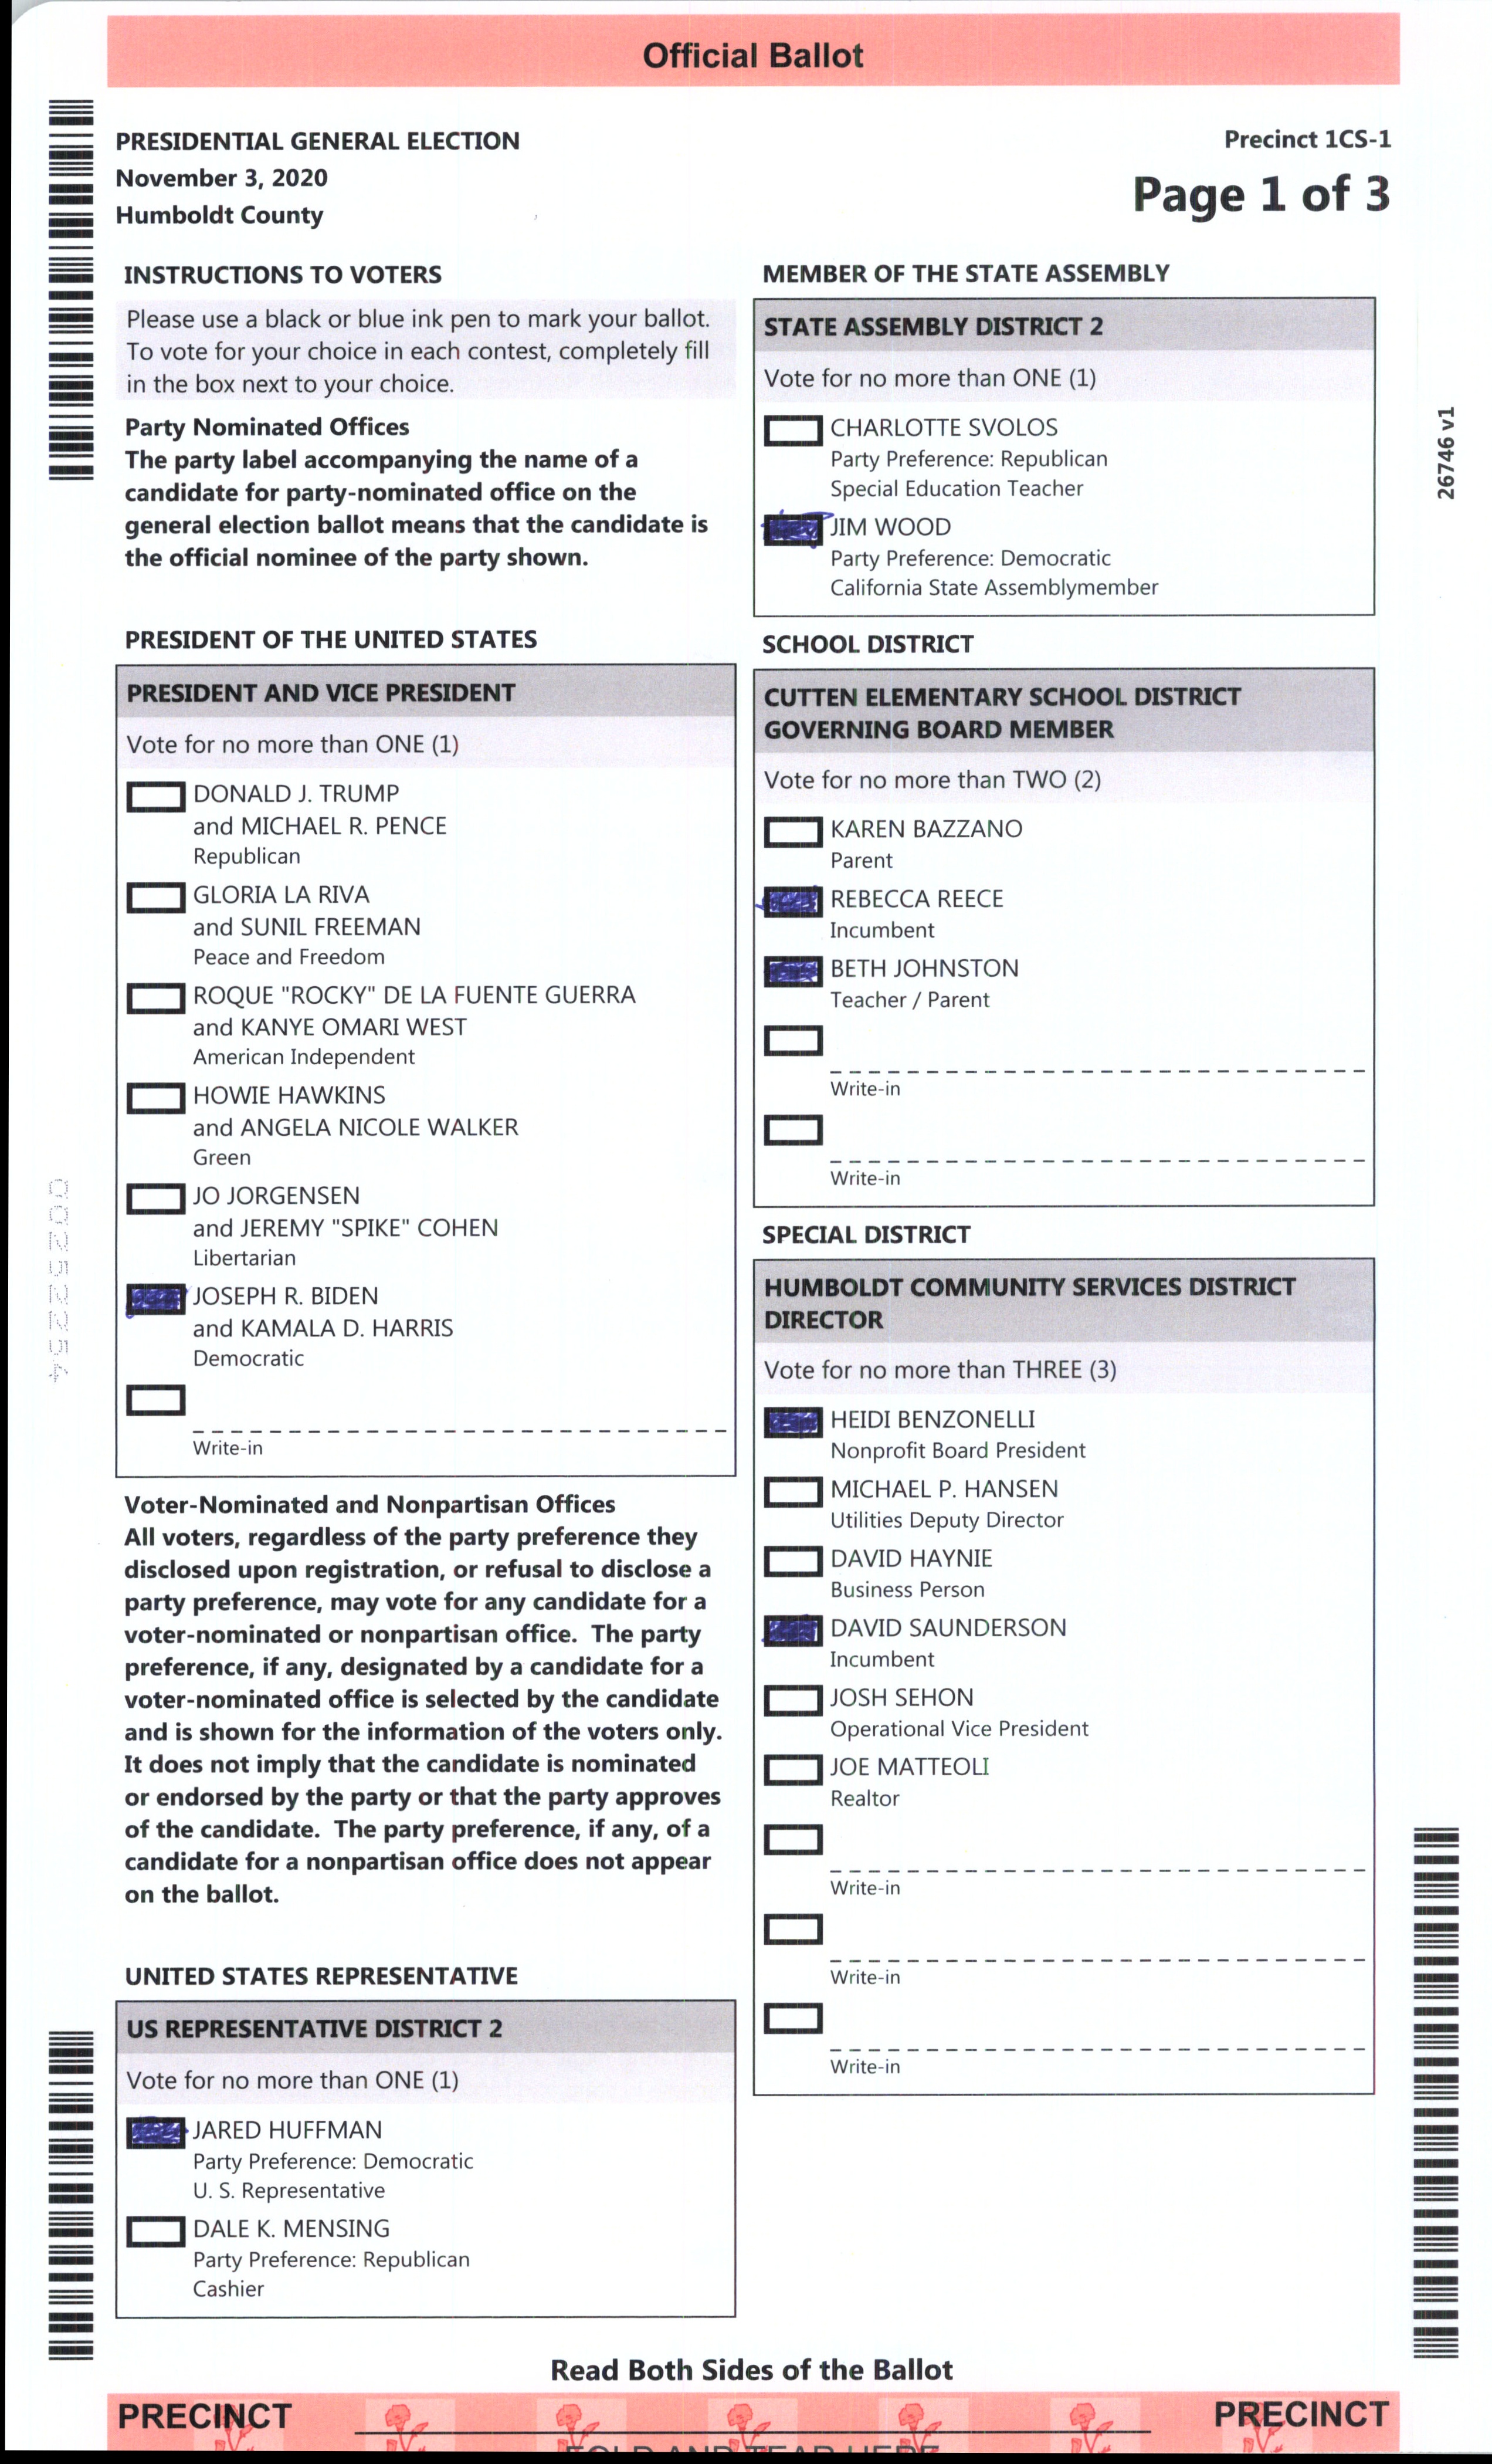 Official Ballot
PRESIDENTIAL GENERAL ELECTION
November 3, 2020
Humboldt County
Precinct 1CS-1
Page 1 of 3
INSTRUCTIONS TO VOTERS
Please use a black or blue ink pen to mark your ballot.
To vote for your choice in each contest, completely fill
in the box next to your choice.
Party Nominated Offices
The party label accompanying the name of a
candidate for party-nominated office on the
general election ballot means that the candidate is
the official nominee of the party shown.
PRESIDENT OF THE UNITED STATES
PRESIDENT AND VICE PRESIDENT
Vote for no more than ONE (1)
DONALD J. TRUMP
and MICHAEL R. PENCE
Republican
GLORIA LA RIVA
and SUNIL FREEMAN
Peace and Freedom
ROQUE "ROCKY" DE LA FUENTE GUERRA
and KANYE OMARI WEST
American Independent
HOWIE HAWKINS
and ANGELA NICOLE WALKER
Green
JO JORGENSEN
and JEREMY "SPIKE" COHEN
Libertarian
JOSEPH R. BIDEN
and KAMALA D. HARRIS
Democratic
Write-in
Voter-Nominated and Nonpartisan Offices
All voters, regardless of the party preference they
disclosed upon registration, or refusal to disclose a
party preference, may vote for any candidate for a
voter-nominated or nonpartisan office. The party
preference, if any, designated by a candidate for a
voter-nominated office is selected by the candidate
and is shown for the information of the voters only.
It does not imply that the candidate is nominated
or endorsed by the party or that the party approves
of the candidate. The party preference, if any, of a
candidate for a nonpartisan office does not appear
on the ballot.
UNITED STATES REPRESENTATIVE
US REPRESENTATIVE DISTRICT 2
Vote for no more than ONE (1)
JARED HUFFMAN
Party Preference: Democratic
U. S. Representative
DALE K. MENSING
Party Preference: Republican
Cashier
MEMBER OF THE STATE ASSEMBLY
STATE ASSEMBLY DISTRICT 2
Vote for no more than ONE (1)
CHARLOTTE SVOLOS
Party Preference: Republican
Special Education Teacher
JIM WOOD
Party Preference: Democratic
California State Assemblymember
SCHOOL DISTRICT
CUTTEN ELEMENTARY SCHOOL DISTRICT
GOVERNING BOARD MEMBER
Vote for no more than TWO (2)
KAREN BAZZANO
Parent
REBECCA REECE
Incumbent
BETH JOHNSTON
Teacher / Parent
Write-in
Write-in
SPECIAL DISTRICT
HUMBOLDT COMMUNITY SERVICES DISTRICT
DIRECTOR
Vote for no more than THREE (3)
HEIDI BENZONELLI
Nonprofit Board President
MICHAEL P. HANSEN
Utilities Deputy Director
DAVID HAYNIE
Business Person
DAVID SAUNDERSON
Incumbent
JOSH SEHON
Operational Vice President
JOE MATTEOLI
Realtor
Write-in
Write-in
Write-in
26746 v1
00252254
Read Both Sides of the Ballot
PRECINCT
PRECINCT
FOLD AND TEAR HERE